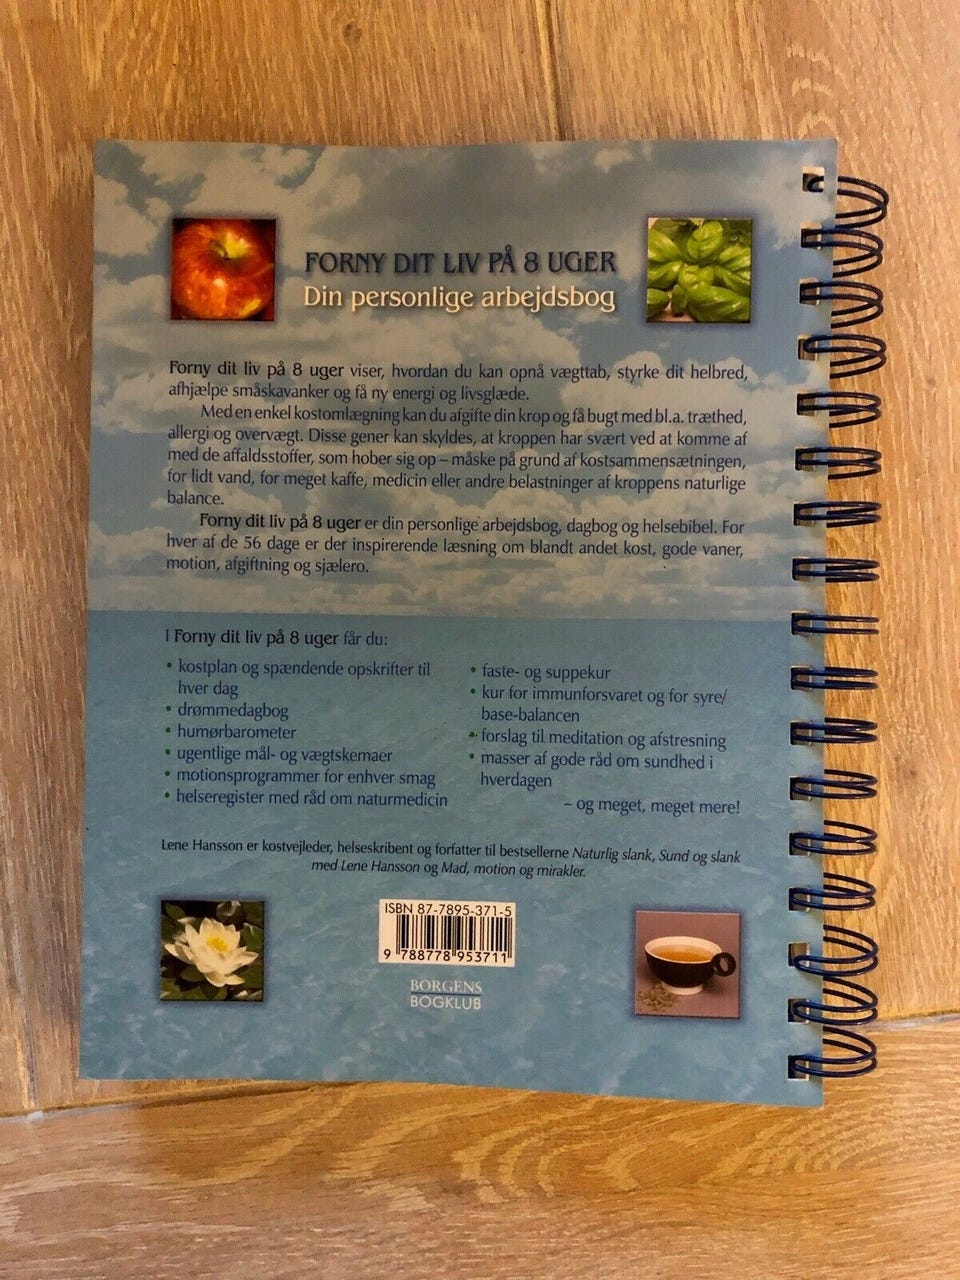 FORNY DIT LIV PÅ 8 UGER
Din personlige arbejdsbog
Forny dit liv på 8 uger viser, hvordan du kan opnå vægttab, styrke dit helbred,
afhjælpe småskavanker og få ny energi og livsglæde.
Med en enkel kostomlægning kan du afgifte din krop og få bugt med bl.a. træthed,
allergi og overvægt. Disse gener kan skyldes, at kroppen har svært ved at komme af
med de affaldsstoffer, som hober sig op – måske på grund af kostsammensætningen,
for lidt vand, for meget kaffe, medicin eller andre belastninger af kroppens naturlige
balance.
Forny dit liv på 8 uger er din personlige arbejdsbog, dagbog og helsebibel. For
hver af de 56 dage er der inspirerende læsning om blandt andet kost, gode vaner,
motion, afgiftning og sjælero.
I Forny dit liv på 8 uger får du:
• kostplan og spændende opskrifter til
hver dag
• drømmedagbog
• humørbarometer
• ugentlige mål- og vægtskemaer
• motionsprogrammer for enhver smag
• helseregister med råd om naturmedicin
• faste- og suppekur
• kur for immunforsvaret og for syre/
base-balancen
• forslag til meditation og afstresning
• masser af gode råd om sundhed i
hverdagen
– og meget, meget mere!
Lene Hansson er kostvejleder, helseskribent og forfatter til bestsellerne Naturlig slank, Sund og slank
med Lene Hansson og Mad, motion og mirakler.
ISBN 87-7895-371-5
9 788778 953711
BORGENS
BOGKLUB